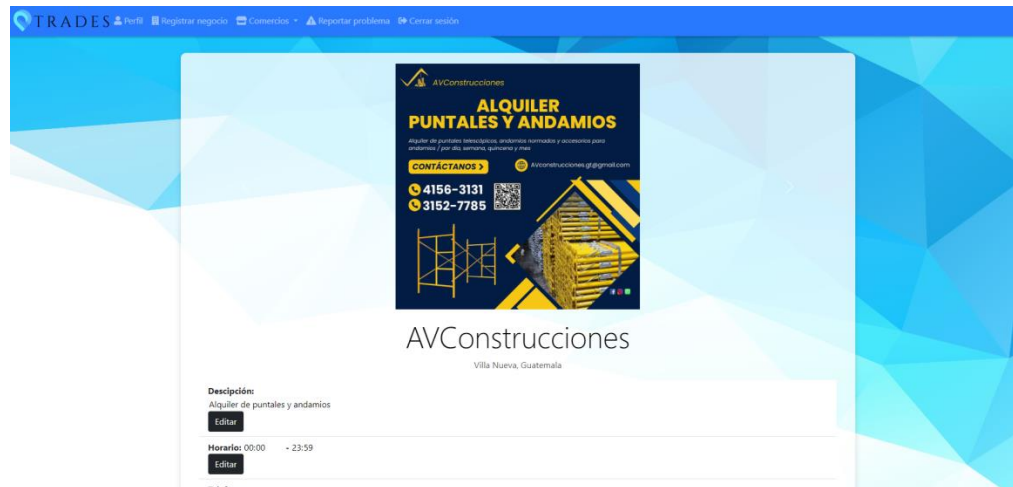 TRADES Perfil Registrar negocio Comercios Reportar problema Cerrar sesión
AVConstrucciones
ALQUILER
PUNTALES Y ANDAMIOS
Alquiler de puntales telescópicos, andamios normados y accesorios para
andamios / por día, semana, quincena y mes
CONTÁCTANOS >
AVconstrucciones.gt@gmail.com
4156-3131
3152-7785
AVConstrucciones
Villa Nueva, Guatemala
Descipción:
Alquiler de puntales y andamios
Editar
Horario: 00:00 - 23:59
Editar